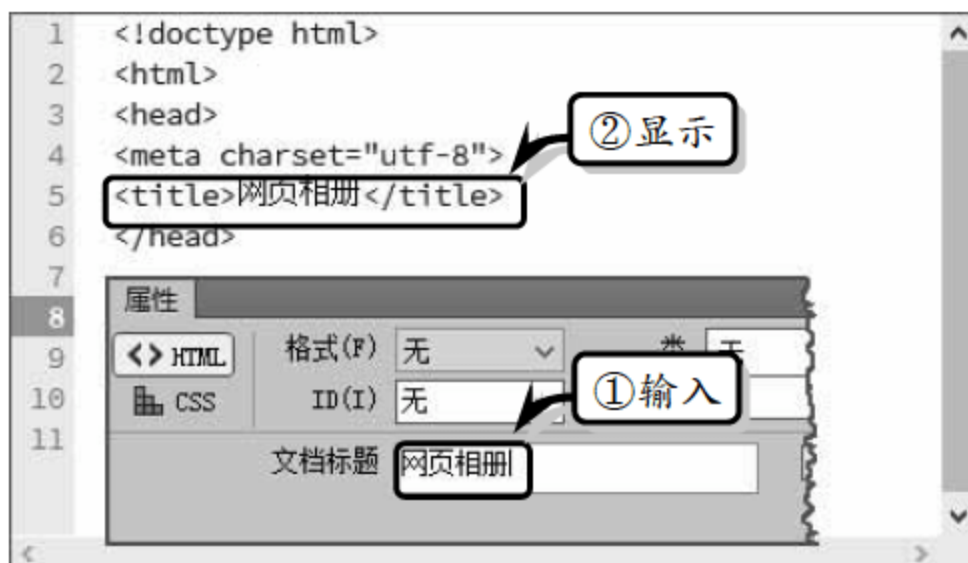 1 <!doctype html>
2 <html>
3 <head>
②显示
4 <meta charset="utf-8">
5 <title>网页相册</title>
6 </head>
7
属性
8
9 <> HTML 格式(F) 无
①输入
10 CSS ID(I) 无
11
文档标题 网页相册